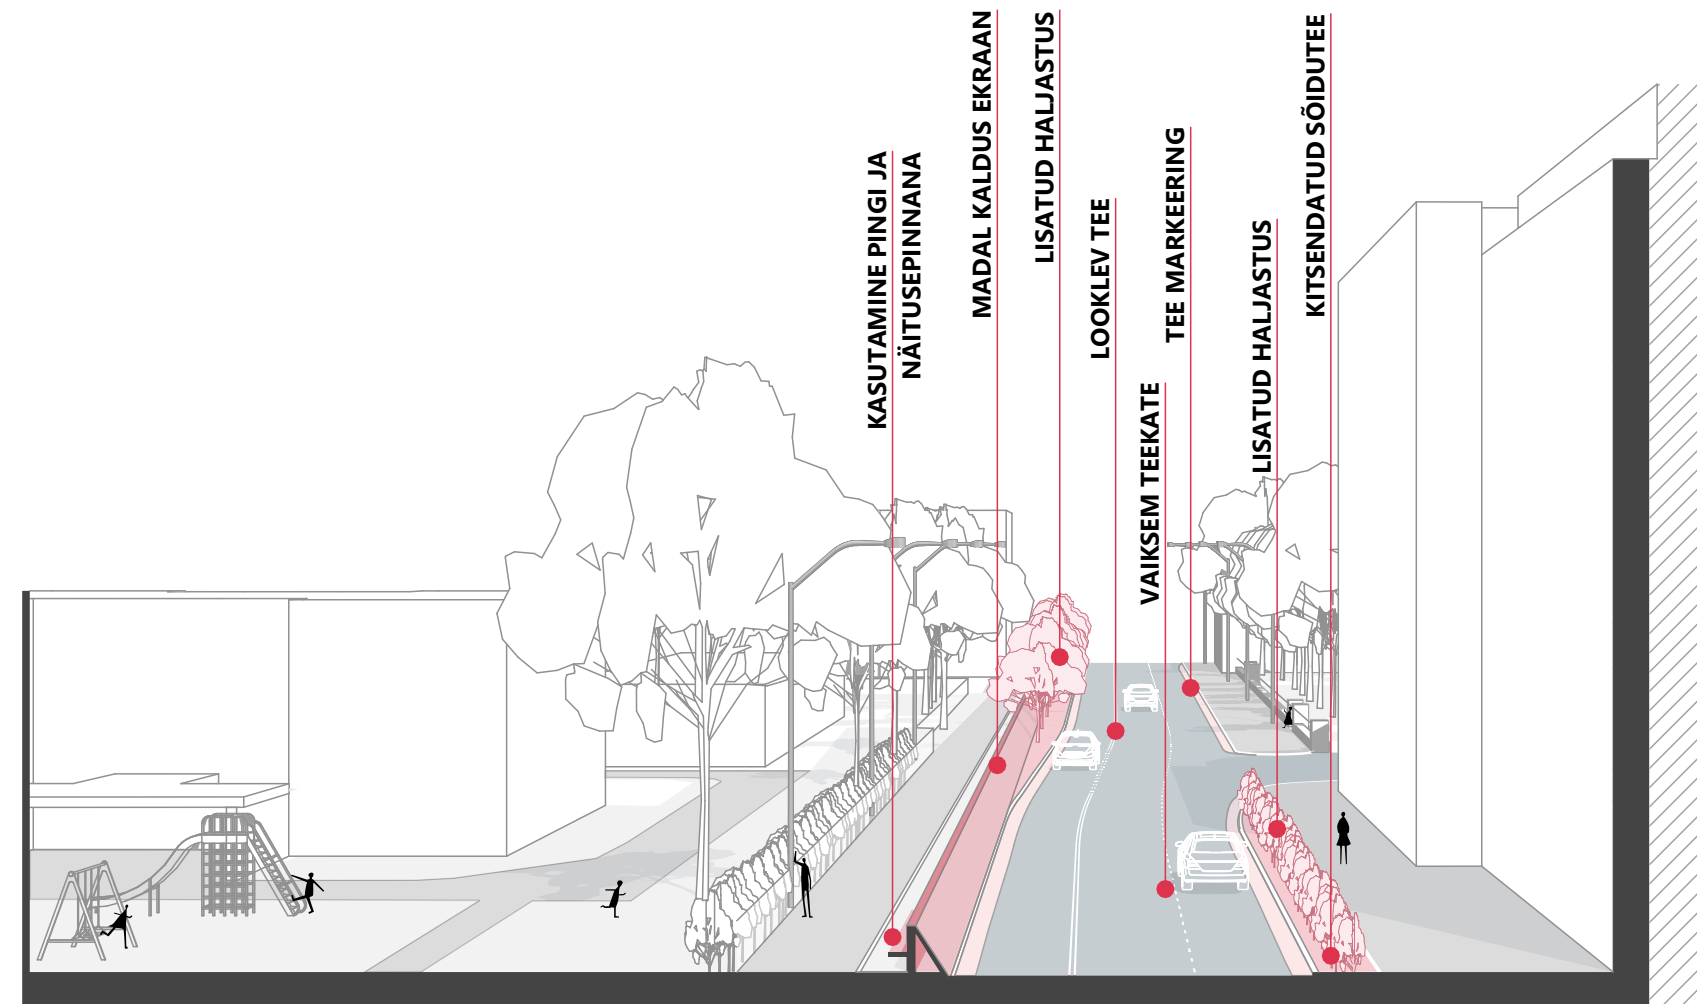 KASUTAMINE PINGI JA
NÄITUSEPINNANA
MADAL KALDUS EKRAAN
LISATUD HALJASTUS
LOOKLEV TEE
VAIKSEM TEEKATE
TEE MARKEERING
LISATUD HALJASTUS
KITSENDATUD SÕIDUTEE